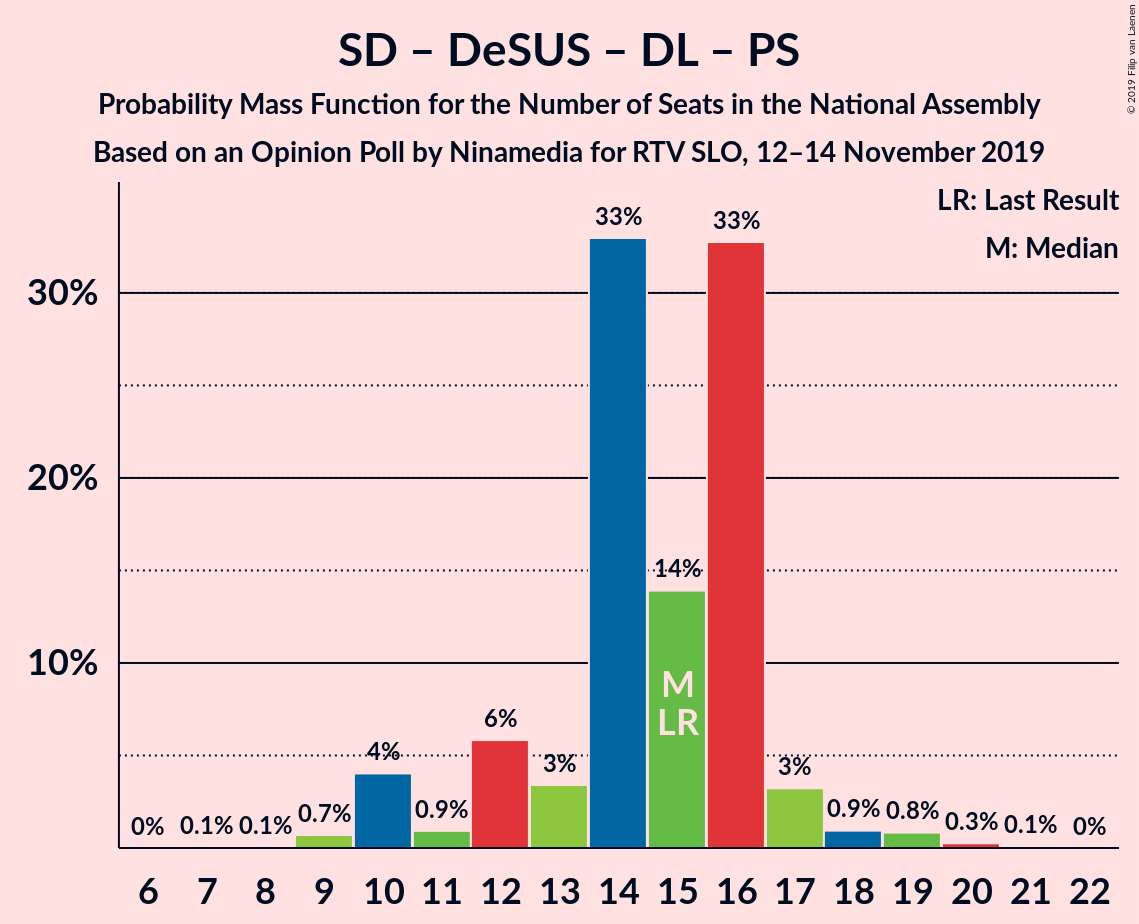 SD – DeSUS – DL – PS
Probability Mass Function for the Number of Seats in the National Assembly
Based on an Opinion Poll by Ninamedia for RTV SLO, 12–14 November 2019
© 2019 Filip van Laenen
LR: Last Result
M: Median
30%
20%
10%
0%
0.1%
0.1%
0.7%
4%
0.9%
6%
3%
33%
14%
33%
3%
0.9%
0.8%
0.3%
0.1%
0%
M
LR
6 7 8 9 10 11 12 13 14 15 16 17 18 19 20 21 22